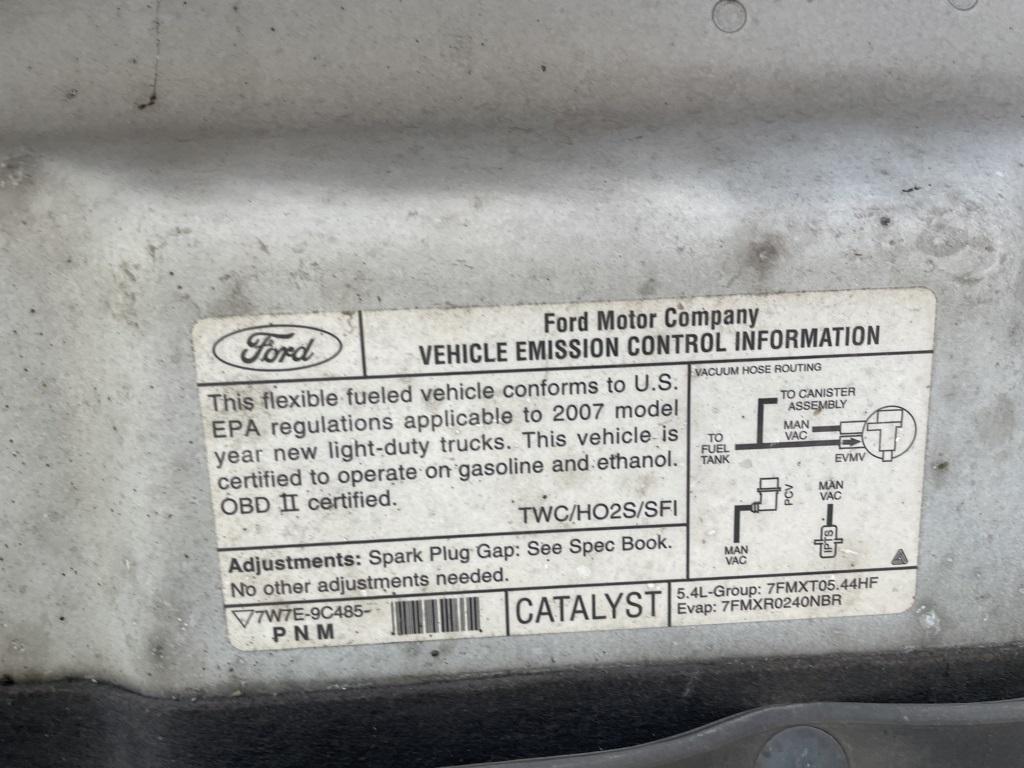 Ford
Ford Motor Company
VEHICLE EMISSION CONTROL INFORMATION
This flexible fueled vehicle conforms to U.S.
EPA regulations applicable to 2007 model
year new light-duty trucks. This vehicle is
certified to operate on gasoline and ethanol.
OBD II certified.
TWC/HO2S/SFI
Adjustments: Spark Plug Gap: See Spec Book.
No other adjustments needed.
7W7E-9C485-
PNM
CATALYST
5.4L-Group: 7FMXT05.44HF
Evap: 7FMXR0240NBR
VACUUM HOSE ROUTING
TO CANISTER
ASSEMBLY
MAN
VAC
TO
FUEL
TANK
EVMV
PCV
MAN
VAC
MAN
VAC
IPTS